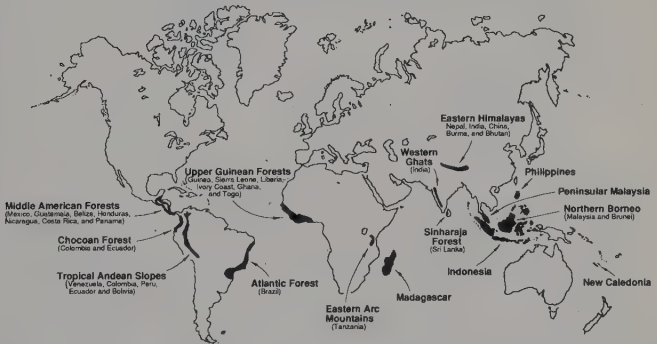 Eastern Himalayas
(Nepal, India, China,
Burma, and Bhutan)
Western
Ghats
(India)
Upper Guinean Forests
(Guinea, Sierra Leone, Liberia,
Ivory Coast, Ghana,
and Togo)
Philippines
Peninsular Malaysia
Middle American Forests
(Mexico, Guatemala, Belize, Honduras,
Nicaragua, Costa Rica, and Panama)
Northern Borneo
(Malaysia and Brunei)
Chocoan Forest
(Colombia and Ecuador)
Sinharaja
Forest
(Sri Lanka)
Indonesia
Tropical Andean Slopes
(Venezuela, Colombia, Peru,
Ecuador and Bolivia)
Atlantic Forest
(Brazil)
New Caledonia
Madagascar
Eastern Arc
Mountains
(Tanzania)